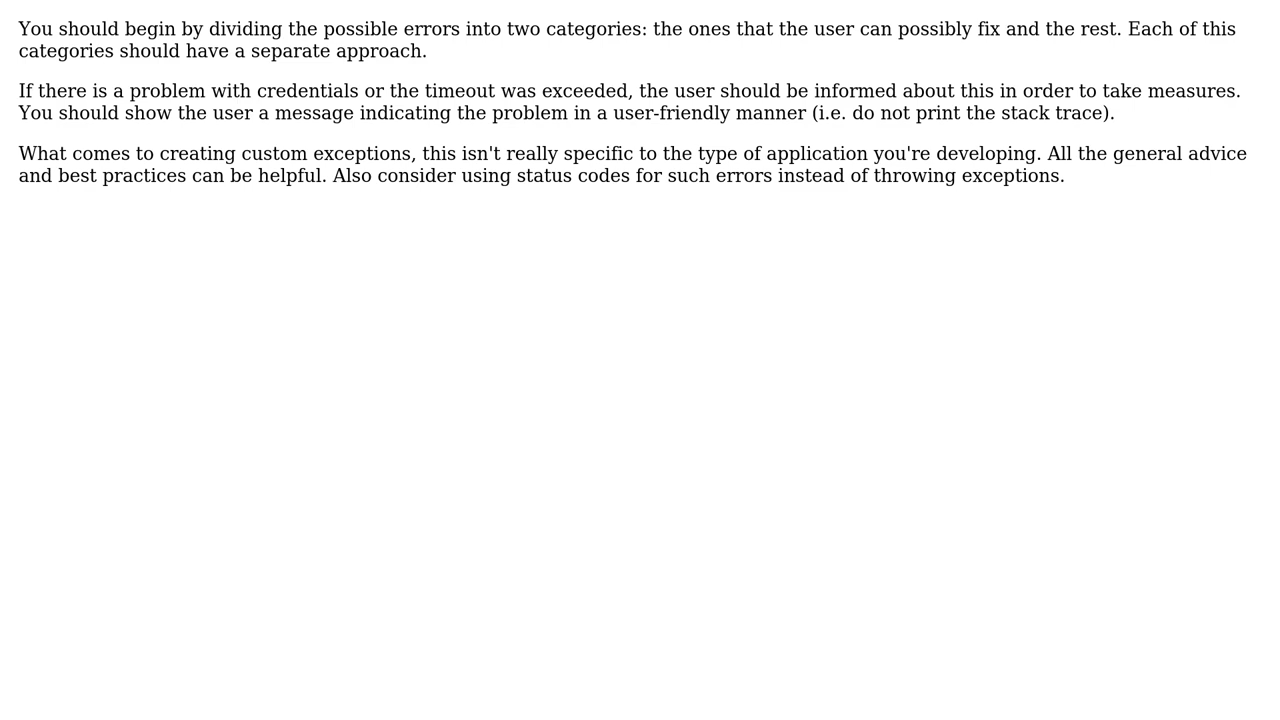 You should begin by dividing the possible errors into two categories: the ones that the user can possibly fix and the rest. Each of this
categories should have a separate approach.
If there is a problem with credentials or the timeout was exceeded, the user should be informed about this in order to take measures.
You should show the user a message indicating the problem in a user-friendly manner (i.e. do not print the stack trace).
What comes to creating custom exceptions, this isn't really specific to the type of application you're developing. All the general advice
and best practices can be helpful. Also consider using status codes for such errors instead of throwing exceptions.